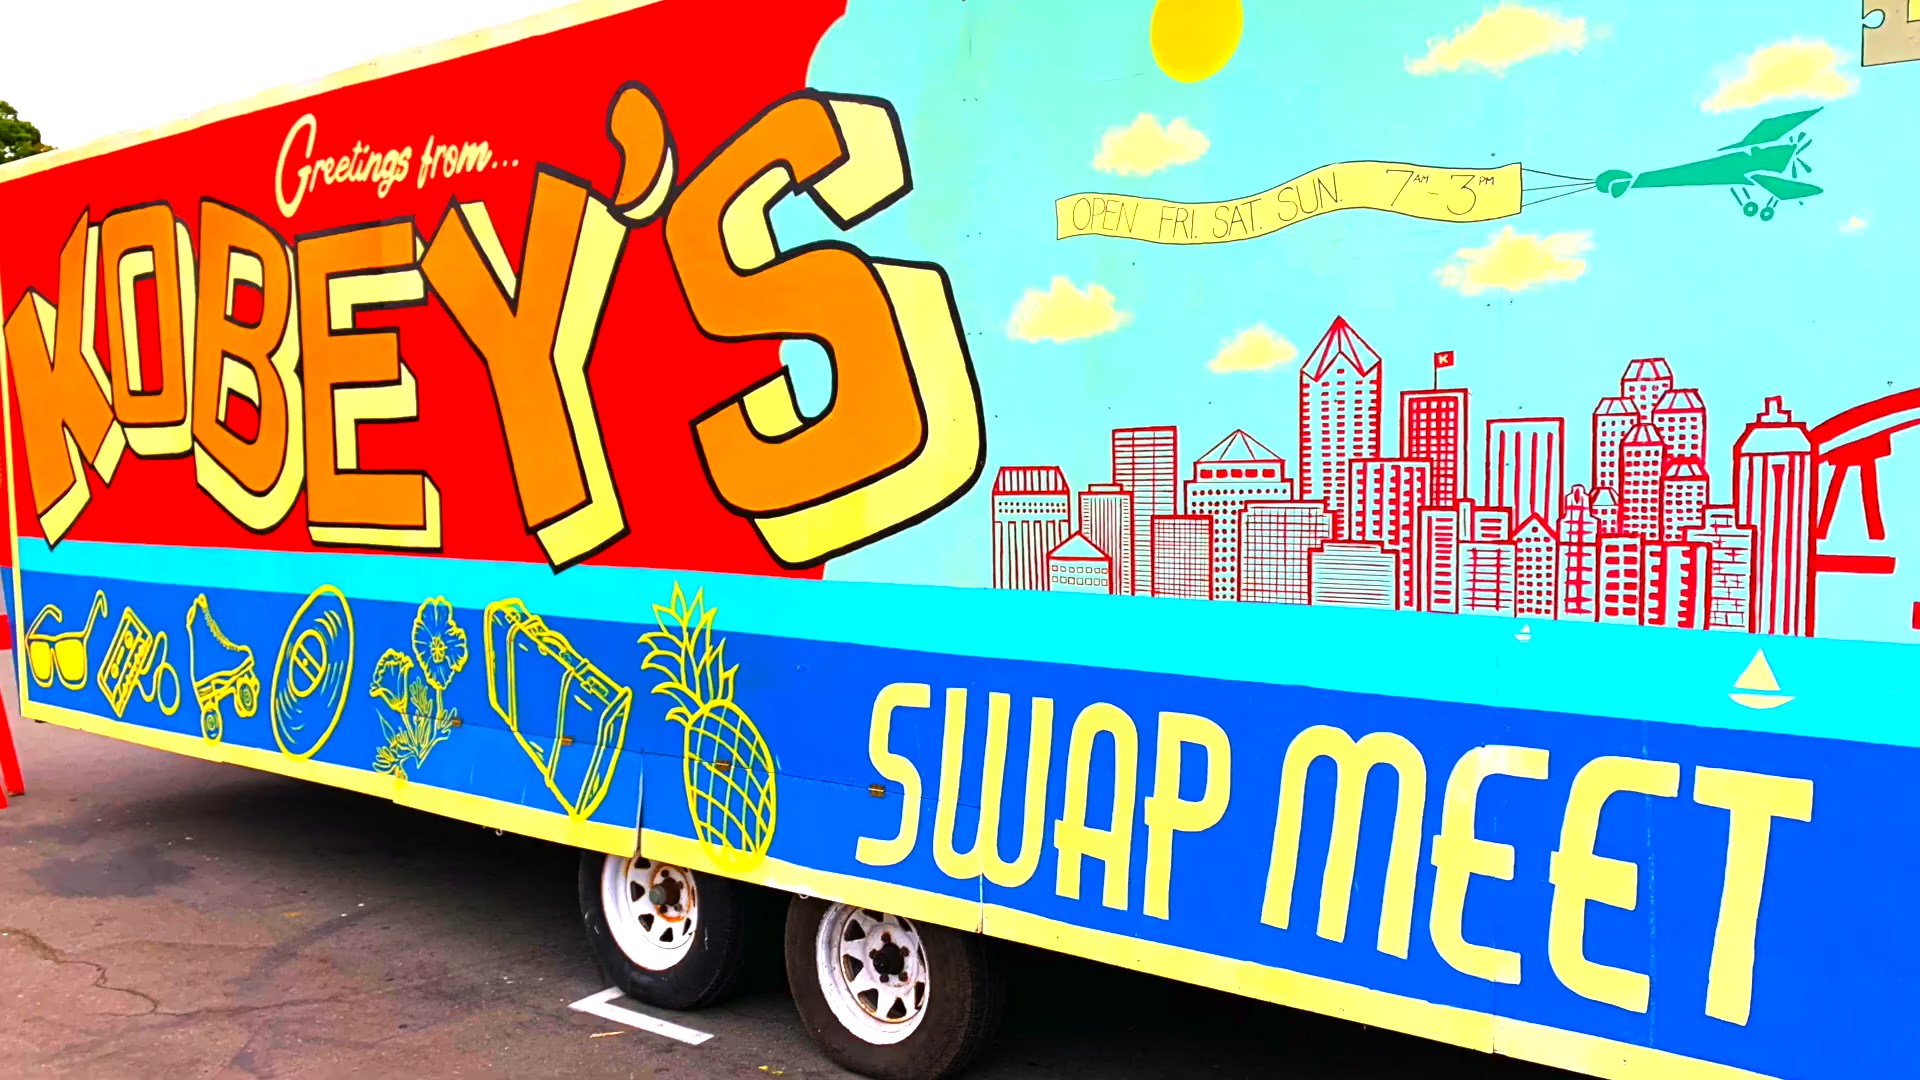 Greetings from...
KOBEY'S
OPEN FRI. SAT. SUN. 7AM-3PM
K
SWAP MEET